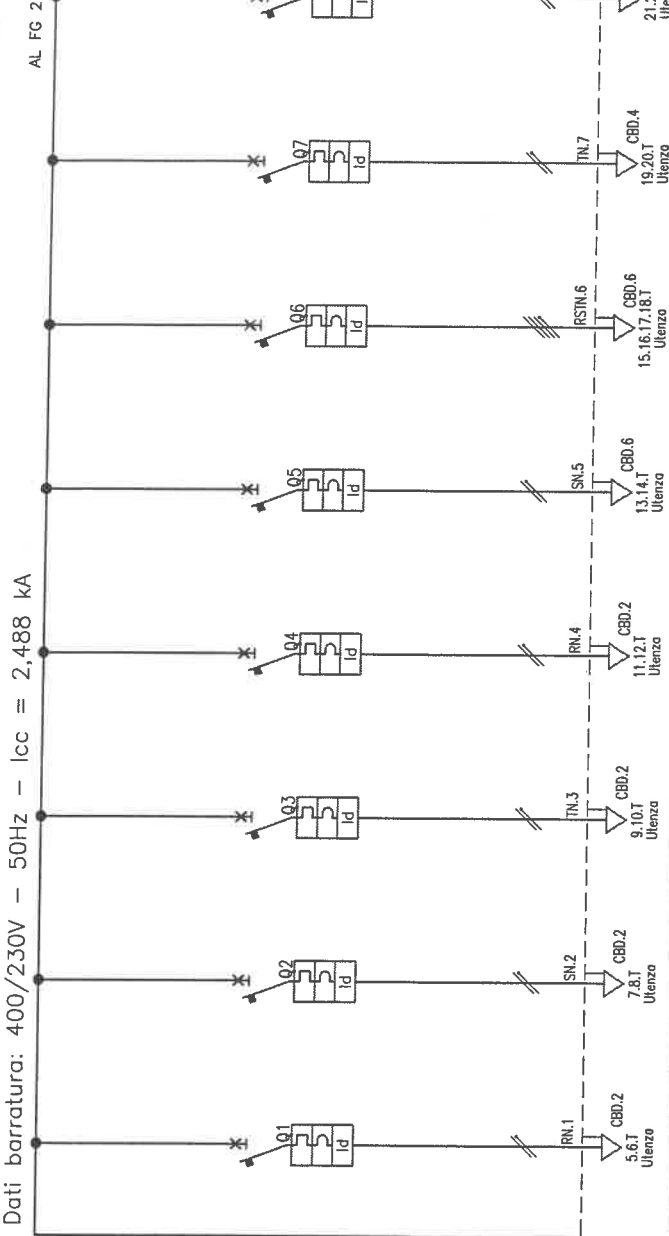 Dati barratura: 400/230V – 50Hz – Icc = 2,488 kA
AL FG 2
Q1
Id
RN.1
CBD.2
5.6.T
Utenza
Q2
Id
SN.2
CBD.2
7.8.T
Utenza
Q3
Id
TN.3
CBD.2
9.10.T
Utenza
Q4
Id
RN.4
CBD.2
11.12.T
Utenza
Q5
Id
SN.5
CBD.6
13.14.T
Utenza
Q6
Id
RSTN.6
CBD.6
15.16.17.18.T
Utenza
Q7
Id
TN.7
CBD.4
19.20.T
Utenza